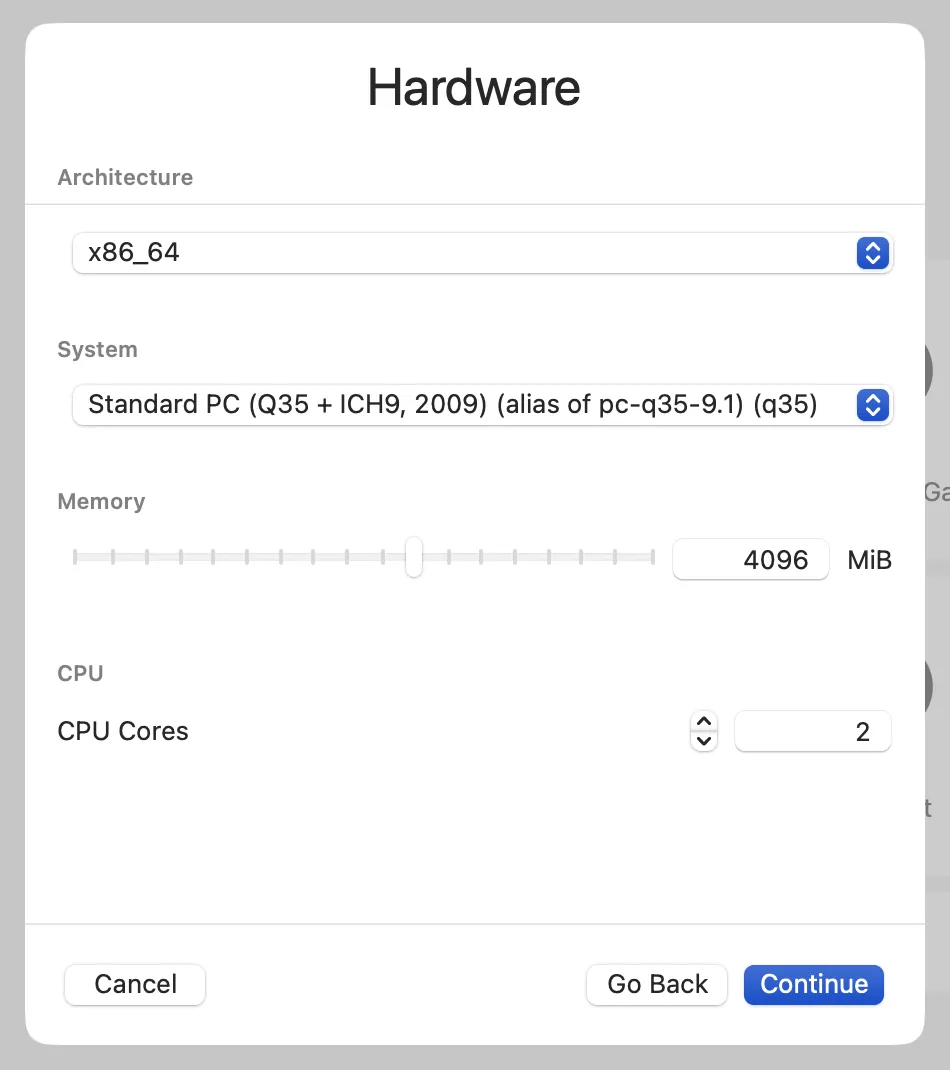 Hardware
Architecture
x86_64
System
Standard PC (Q35 + ICH9, 2009) (alias of pc-q35-9.1) (q35)
Memory
4096 MiB
CPU
CPU Cores 2
Cancel Go Back Continue